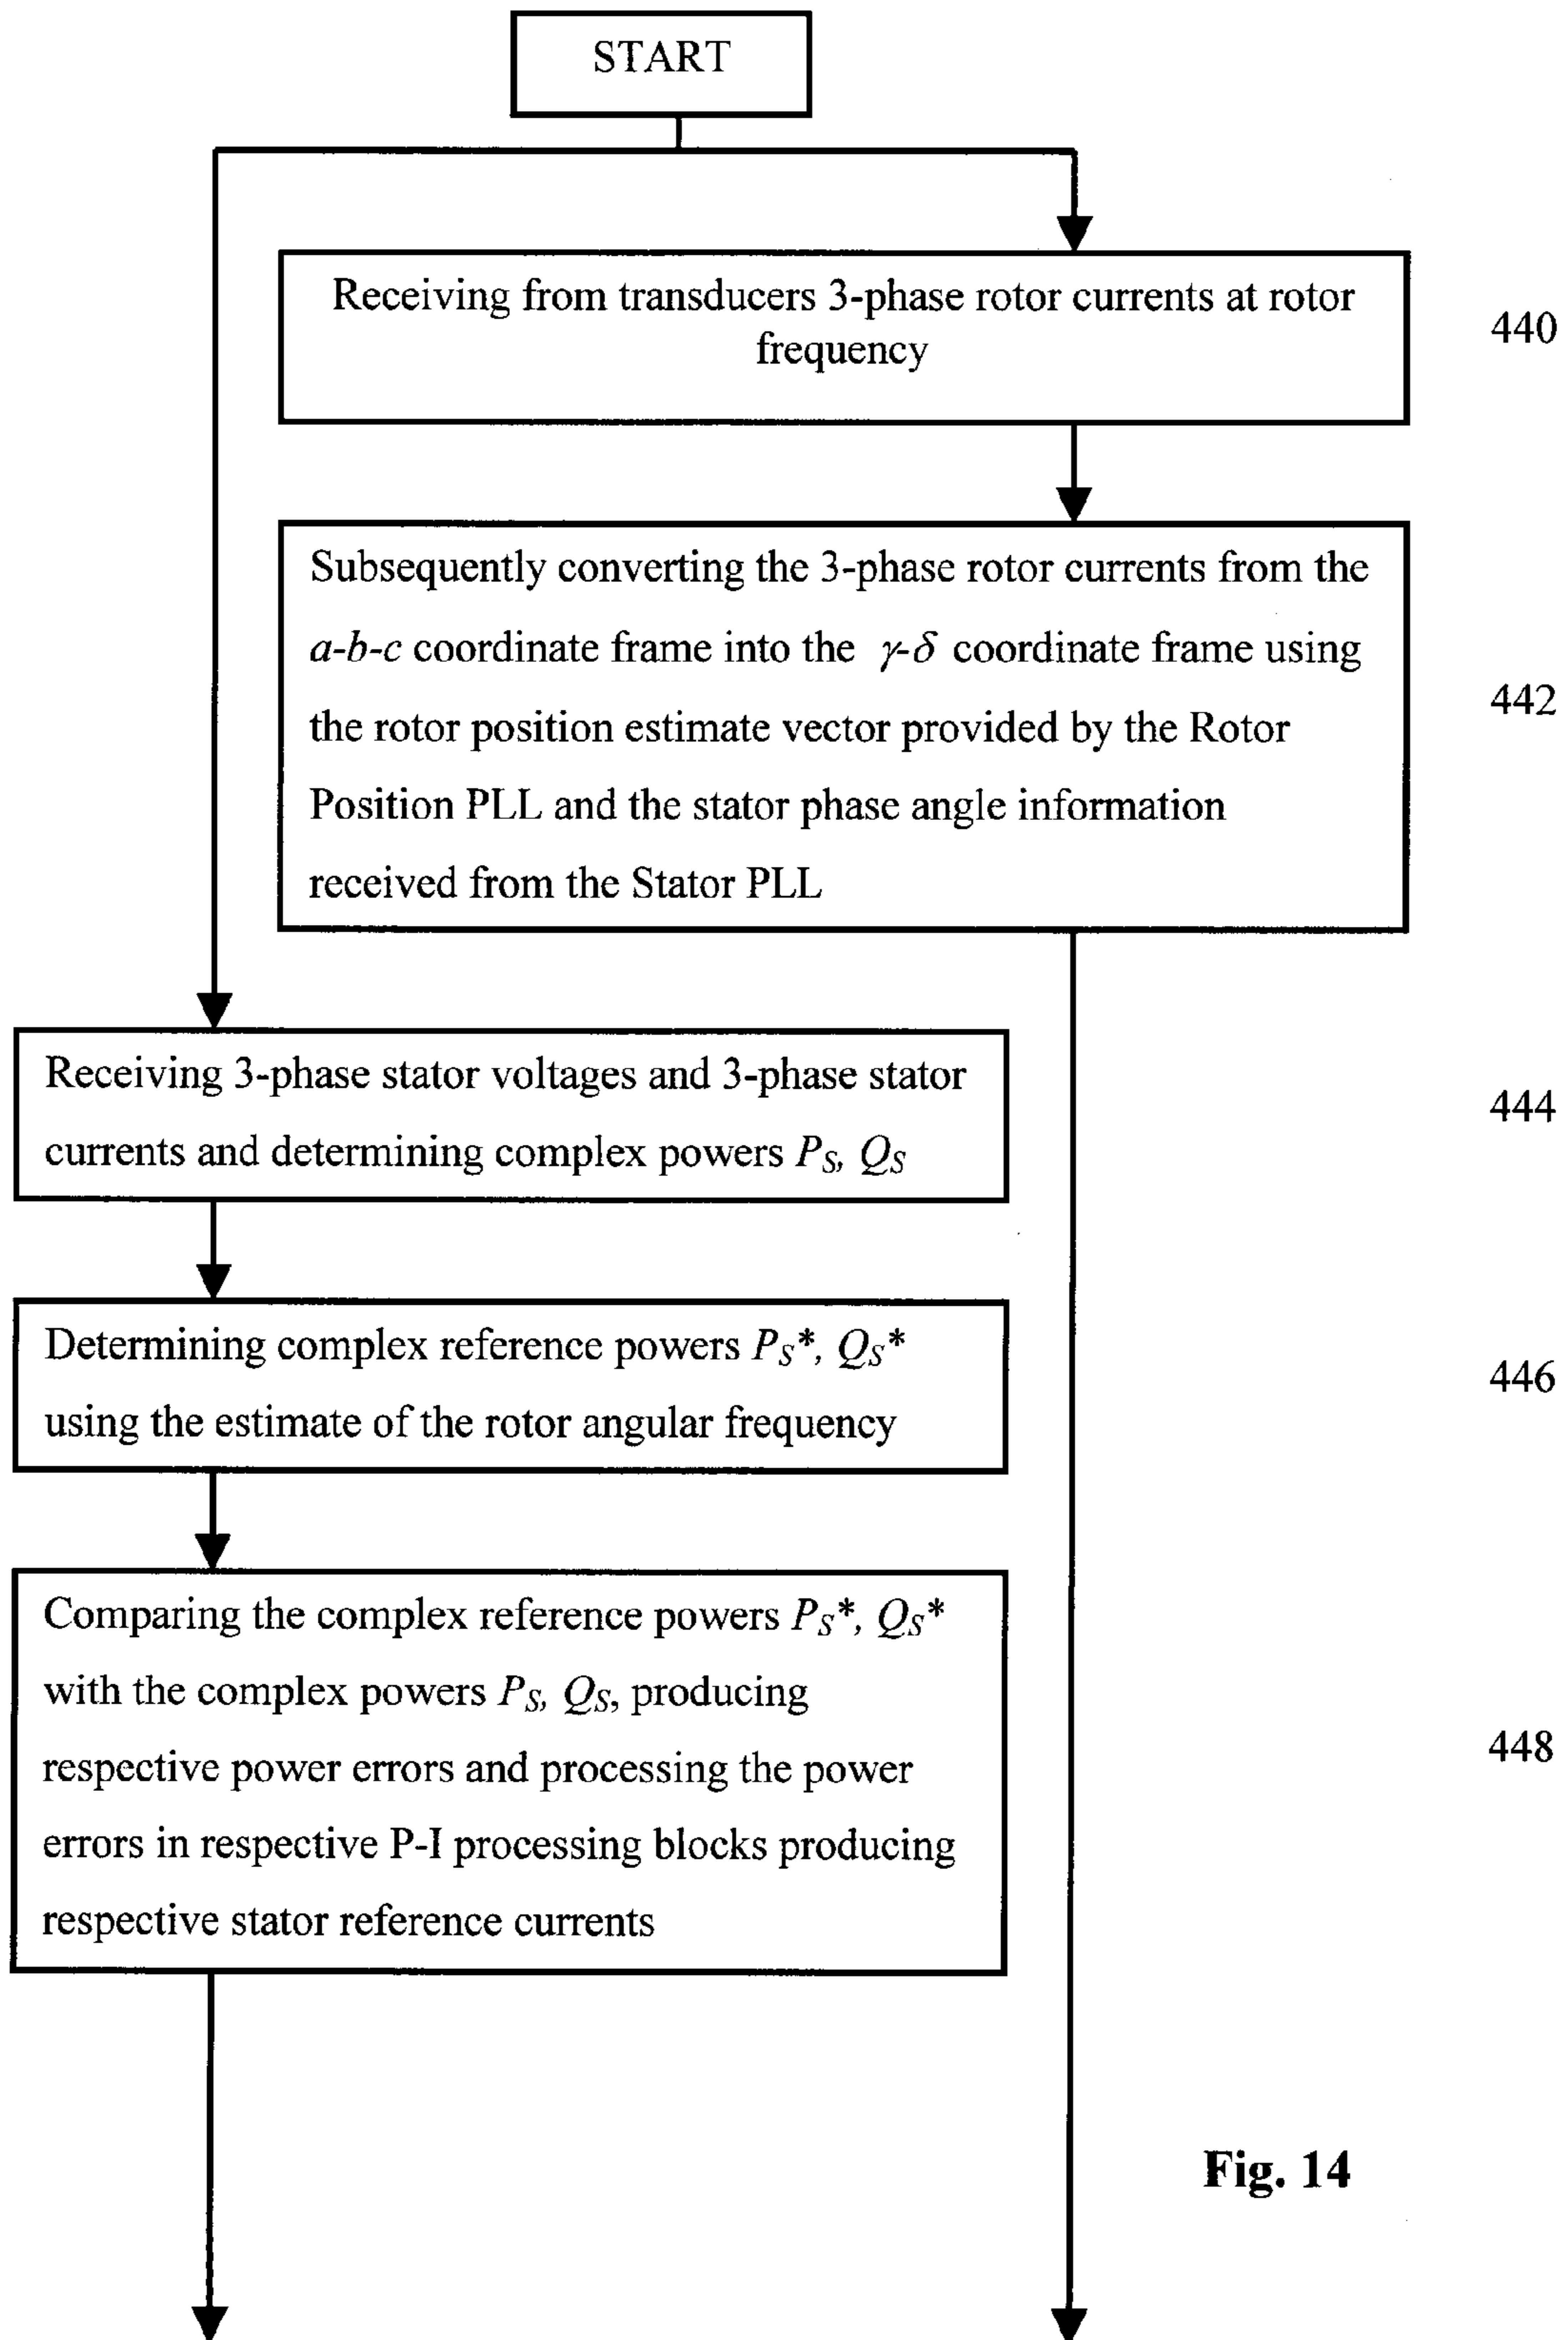 START
Receiving from transducers 3-phase rotor currents at rotor
frequency
440
Subsequently converting the 3-phase rotor currents from the
a-b-c coordinate frame into the γ-δ coordinate frame using
the rotor position estimate vector provided by the Rotor
Position PLL and the stator phase angle information
received from the Stator PLL
442
Receiving 3-phase stator voltages and 3-phase stator
currents and determining complex powers PS, QS
444
Determining complex reference powers PS*, QS*
using the estimate of the rotor angular frequency
446
Comparing the complex reference powers PS*, QS*
with the complex powers PS, QS, producing
respective power errors and processing the power
errors in respective P-I processing blocks producing
respective stator reference currents
448
Fig. 14